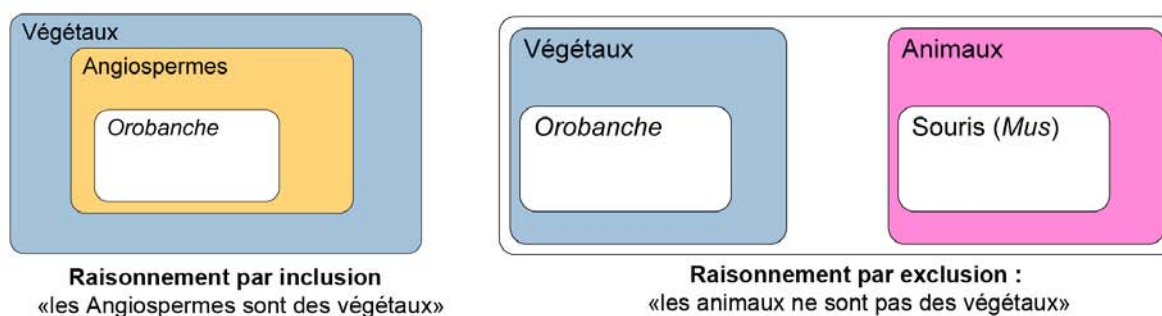 Végétaux
Angiospermes
Orobanche
Raisonnement par inclusion
«les Angiospermes sont des végétaux»
Végétaux
Orobanche
Animaux
Souris (Mus)
Raisonnement par exclusion :
«les animaux ne sont pas des végétaux»